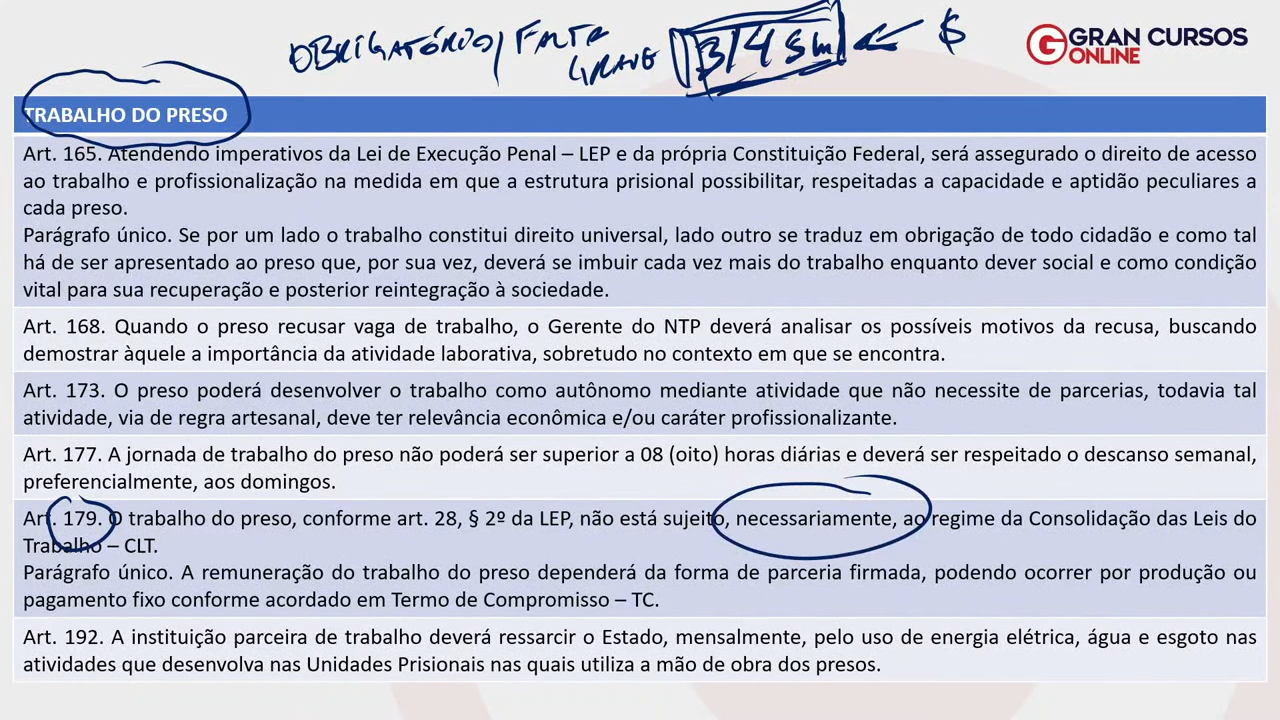 OBRIGATÓRIO / FALTA
GRAVE
3/4 Sm
$
GRAN CURSOS
ONLINE
TRABALHO DO PRESO
Art. 165. Atendendo imperativos da Lei de Execução Penal – LEP e da própria Constituição Federal, será assegurado o direito de acesso
ao trabalho e profissionalização na medida em que a estrutura prisional possibilitar, respeitadas a capacidade e aptidão peculiares a
cada preso.
Parágrafo único. Se por um lado o trabalho constitui direito universal, lado outro se traduz em obrigação de todo cidadão e como tal
há de ser apresentado ao preso que, por sua vez, deverá se imbuir cada vez mais do trabalho enquanto dever social e como condição
vital para sua recuperação e posterior reintegração à sociedade.
Art. 168. Quando o preso recusar vaga de trabalho, o Gerente do NTP deverá analisar os possíveis motivos da recusa, buscando
demostrar àquele a importância da atividade laborativa, sobretudo no contexto em que se encontra.
Art. 173. O preso poderá desenvolver o trabalho como autônomo mediante atividade que não necessite de parcerias, todavia tal
atividade, via de regra artesanal, deve ter relevância econômica e/ou caráter profissionalizante.
Art. 177. A jornada de trabalho do preso não poderá ser superior a 08 (oito) horas diárias e deverá ser respeitado o descanso semanal,
preferencialmente, aos domingos.
Art. 179. O trabalho do preso, conforme art. 28, § 2º da LEP, não está sujeito, necessariamente, ao regime da Consolidação das Leis do
Trabalho – CLT.
Parágrafo único. A remuneração do trabalho do preso dependerá da forma de parceria firmada, podendo ocorrer por produção ou
pagamento fixo conforme acordado em Termo de Compromisso – TC.
Art. 192. A instituição parceira de trabalho deverá ressarcir o Estado, mensalmente, pelo uso de energia elétrica, água e esgoto nas
atividades que desenvolva nas Unidades Prisionais nas quais utiliza a mão de obra dos presos.